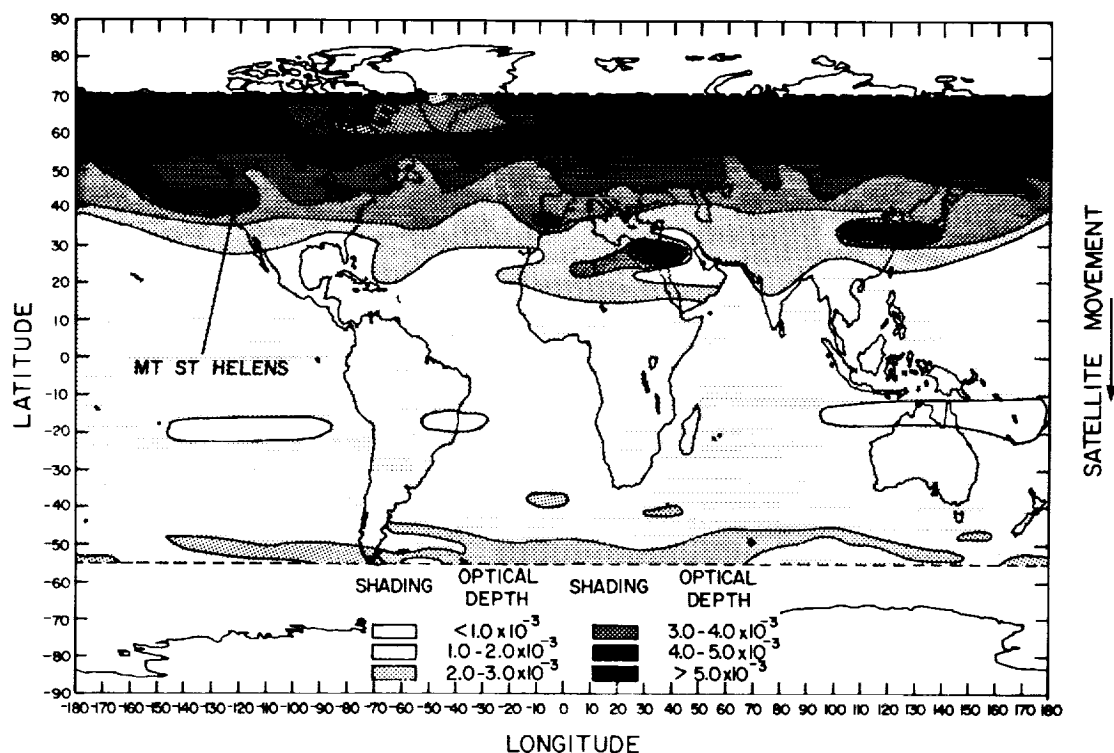 90
80
70
60
50
40
30
20
10
0
-10
-20
-30
-40
-50
-60
-70
-80
-90
LATITUDE
MT ST HELENS
SATELLITE MOVEMENT
SHADING OPTICAL DEPTH SHADING OPTICAL DEPTH
<1.0x10⁻³ 3.0-4.0x10⁻³
1.0-2.0x10⁻³ 4.0-5.0x10⁻³
2.0-3.0x10⁻³ >5.0x10⁻³
-180 -170 -160 -150 -140 -130 -120 -110 -100 -90 -80 -70 -60 -50 -40 -30 -20 -10 0 10 20 30 40 50 60 70 80 90 100 110 120 130 140 150 160 170 180
LONGITUDE